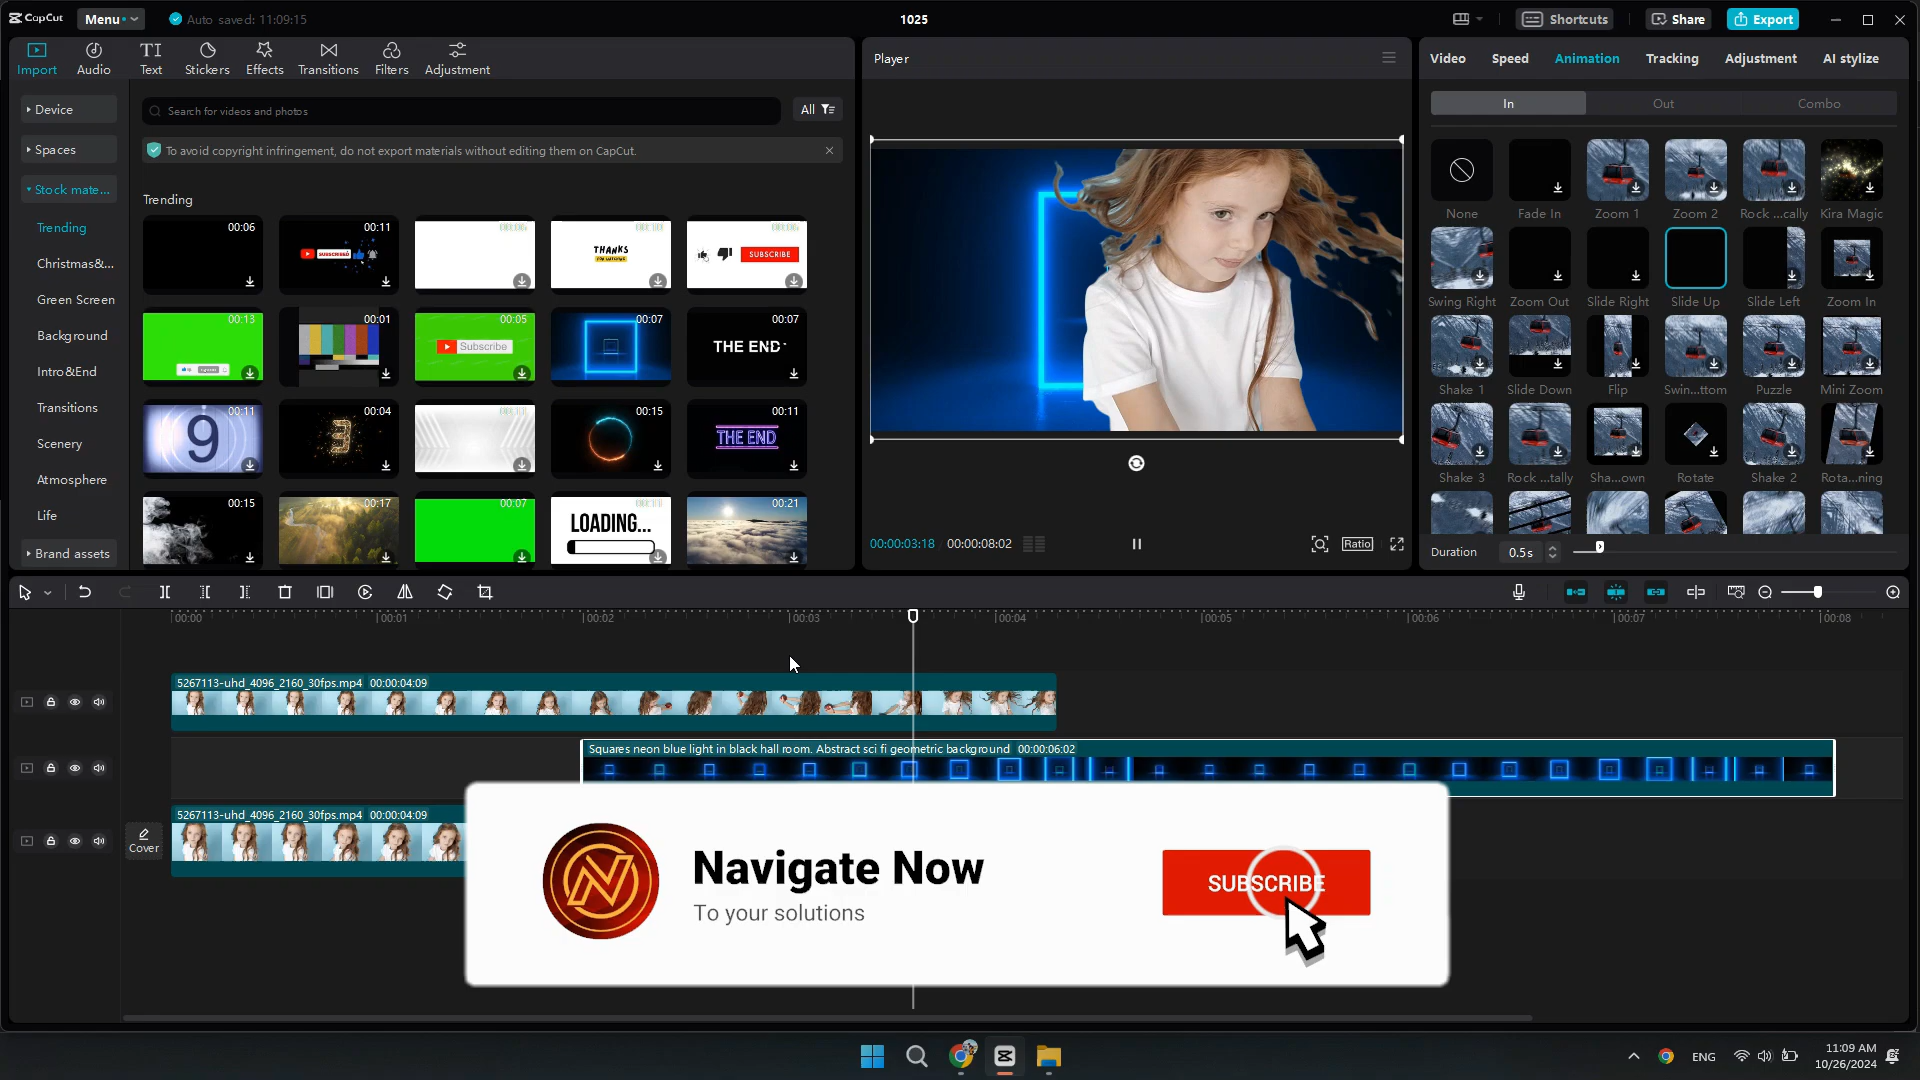 CapCut
Menu
Auto saved: 11:09:15
1025
Shortcuts
Share
Export
Import
Audio
TI
Text
Stickers
Effects
Transitions
Filters
Adjustment
Player
Video
Speed
Animation
Tracking
Adjustment
AI stylize
Device
Search for videos and photos
All
In
Out
Combo
Spaces
To avoid copyright infringement, do not export materials without editing them on CapCut.
Stock mate...
Trending
Trending
Christmas&...
Green Screen
Background
Intro&End
Transitions
Scenery
Atmosphere
Life
Brand assets
00:06
00:11
SUBSCRIBED
THANKS
SUBSCRIBE
00:13
00:01
00:05
Subscribe
00:07
00:07
THE END
00:11
9
00:04
3
00:15
00:11
THE END
00:15
00:17
00:07
LOADING...
00:21
None
Fade In
Zoom 1
Zoom 2
Rock ...cally
Kira Magic
Swing Right
Zoom Out
Slide Right
Slide Up
Slide Left
Zoom In
Shake 1
Slide Down
Flip
Swin...ttom
Puzzle
Mini Zoom
Shake 3
Rock ...tally
Sha...own
Rotate
Shake 2
Rota...ning
00:00:03:18
00:00:08:02
Ratio
Duration
0.5s
00:00
00:01
00:02
00:03
00:04
00:05
00:06
00:07
00:08
5267113-uhd_4096_2160_30fps.mp4 00:00:04:09
Squares neon blue light in black hall room. Abstract sci fi geometric background 00:00:06:02
5267113-uhd_4096_2160_30fps.mp4 00:00:04:09
Cover
Navigate Now
To your solutions
SUBSCRIBE
ENG
11:09 AM
10/26/2024